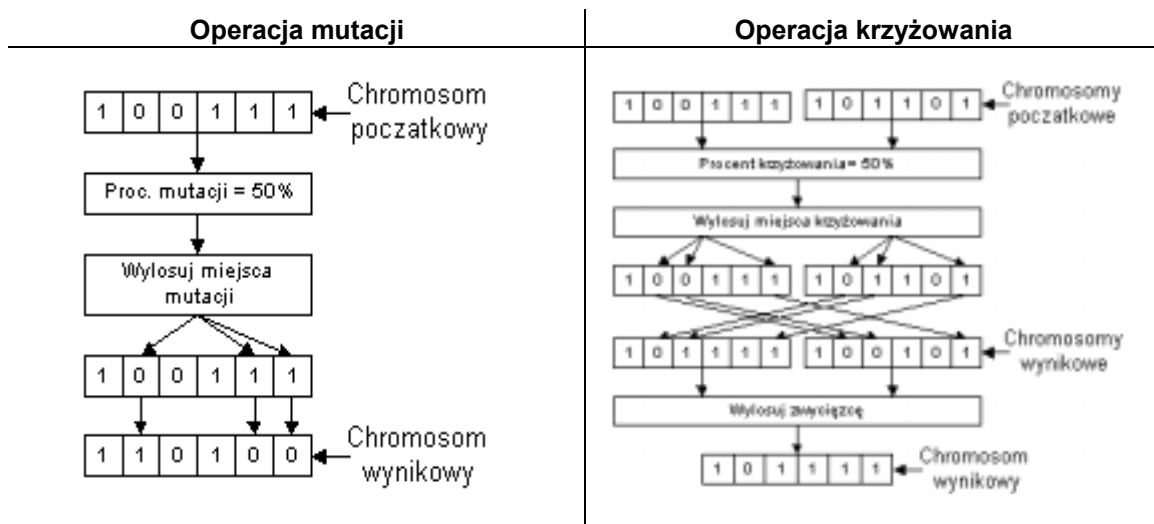 Operacja mutacji
1 0 0 1 1 1
Chromosom
poczatkowy
Proc. mutacji = 50%
Wylosuj miejsca
mutacji
1 0 0 1 1 1
1 1 0 1 0 0
Chromosom
wynikowy
Operacja krzyżowania
1 0 0 1 1 1 1 0 1 1 0 1
Chromosomy
poczatkowe
Procent krzyżowania= 50%
Wylosuj miejsca krzyżowania
1 0 0 1 1 1 1 0 1 1 0 1
1 0 1 1 1 1 1 0 0 1 0 1
Chromosomy
wynikowe
Wylosuj zwycięzcę
1 0 1 1 1 1
Chromosom
wynikowy